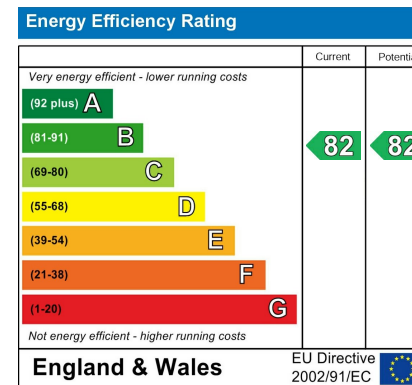 Energy Efficiency Rating
Current Potenti
Very energy efficient - lower running costs
(92 plus) A
(81-91) B 82 82
(69-80) C
(55-68) D
(39-54) E
(21-38) F
(1-20) G
Not energy efficient - higher running costs
England & Wales
EU Directive
2002/91/EC